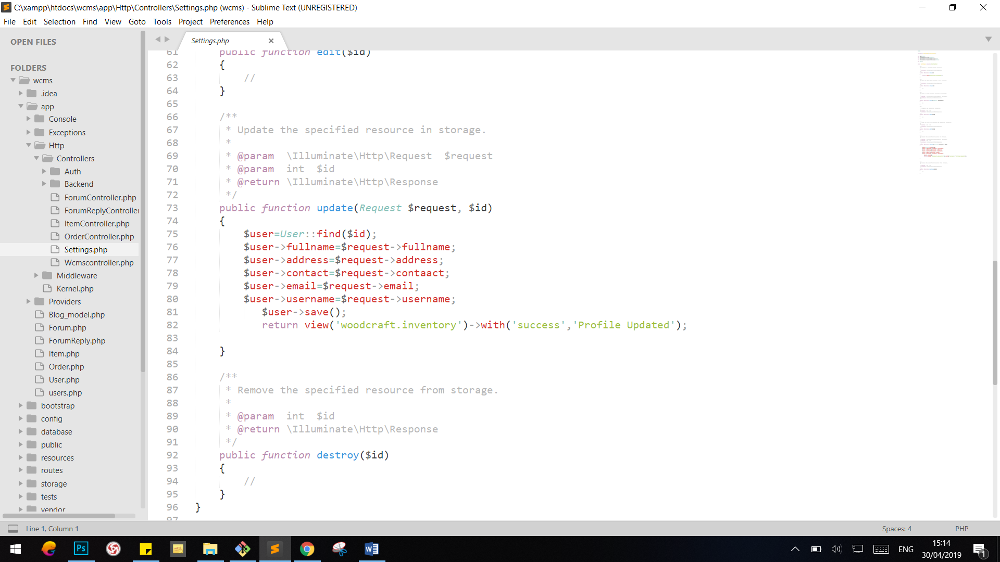 C:\xampp\htdocs\wcms\app\Http\Controllers\Settings.php (wcms) - Sublime Text (UNREGISTERED)
File Edit Selection Find View Goto Tools Project Preferences Help
OPEN FILES
FOLDERS
wcms
.idea
app
Console
Exceptions
Http
Controllers
Auth
Backend
ForumController.php
ForumReplyController
ItemController.php
OrderController.php
Settings.php
Wcmscontroller.php
Middleware
Kernel.php
Providers
Blog_model.php
Forum.php
ForumReply.php
Item.php
Order.php
User.php
users.php
bootstrap
config
database
public
resources
routes
storage
tests
vendor
Settings.php
61 public function edit($id)
62 {
63 //
64 }
65
66 /**
67 * Update the specified resource in storage.
68 *
69 * @param  \Illuminate\Http\Request  $request
70 * @param  int  $id
71 * @return \Illuminate\Http\Response
72 */
73 public function update(Request $request, $id)
74 {
75 $user=User::find($id);
76 $user->fullname=$request->fullname;
77 $user->address=$request->address;
78 $user->contact=$request->contaact;
79 $user->email=$request->email;
80 $user->username=$request->username;
81 $user->save();
82 return view('woodcraft.inventory')->with('success','Profile Updated');
83
84 }
85
86 /**
87 * Remove the specified resource from storage.
88 *
89 * @param  int  $id
90 * @return \Illuminate\Http\Response
91 */
92 public function destroy($id)
93 {
94 //
95 }
96 }
97
Line 1, Column 1
Spaces: 4
PHP
Ps
ENG
15:14
30/04/2019
1